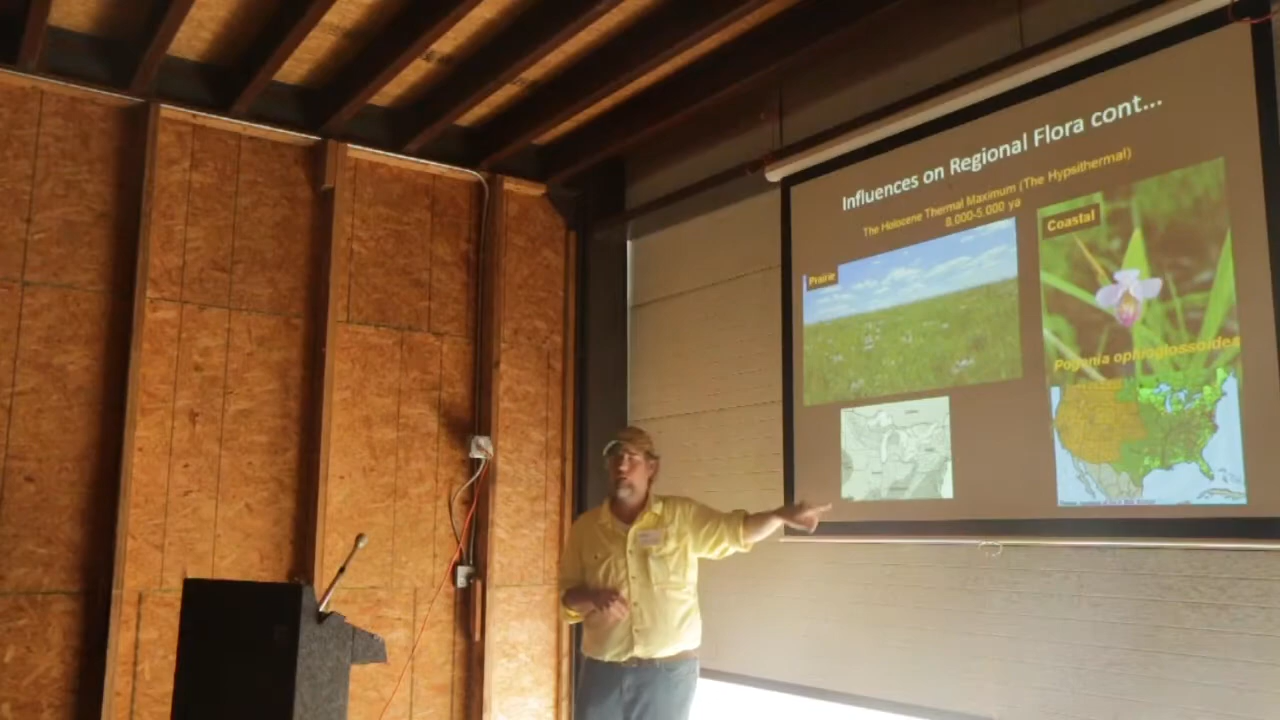 Influences on Regional Flora cont...
The Holocene Thermal Maximum (The Hypsithermal)
8,000-5,000 ya
Prairie
Coastal
Pogonia ophioglossoides